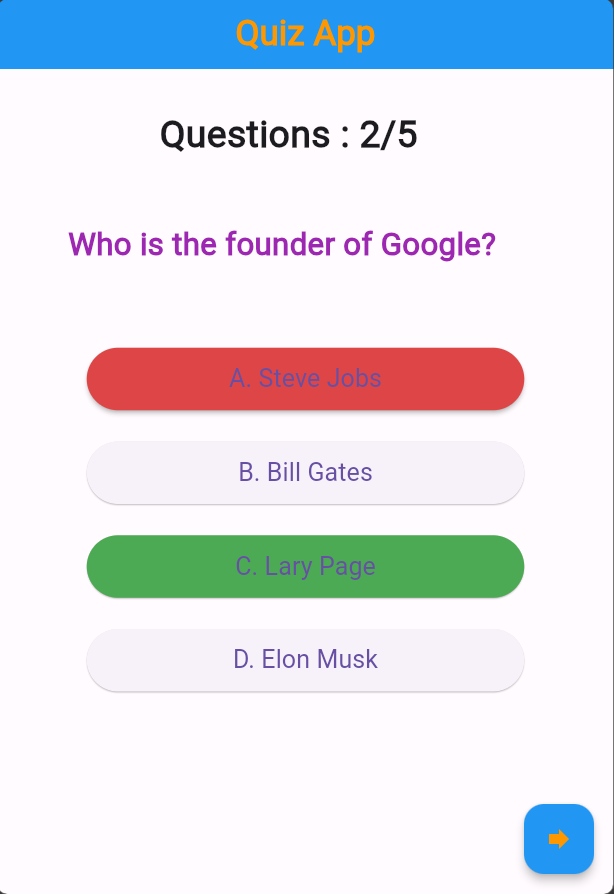 Quiz App
Questions : 2/5
Who is the founder of Google?
A. Steve Jobs
B. Bill Gates
C. Lary Page
D. Elon Musk